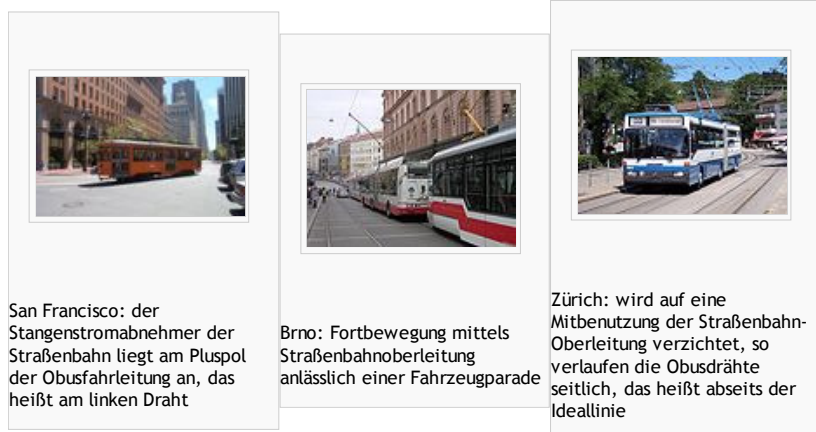 San Francisco: der
Stangenstromabnehmer der
Straßenbahn liegt am Pluspol
der Obusfahrleitung an, das
heißt am linken Draht
Brno: Fortbewegung mittels
Straßenbahnoberleitung
anlässlich einer Fahrzeugparade
Zürich: wird auf eine
Mitbenutzung der Straßenbahn-
Oberleitung verzichtet, so
verlaufen die Obusdrähte
seitlich, das heißt abseits der
Ideallinie